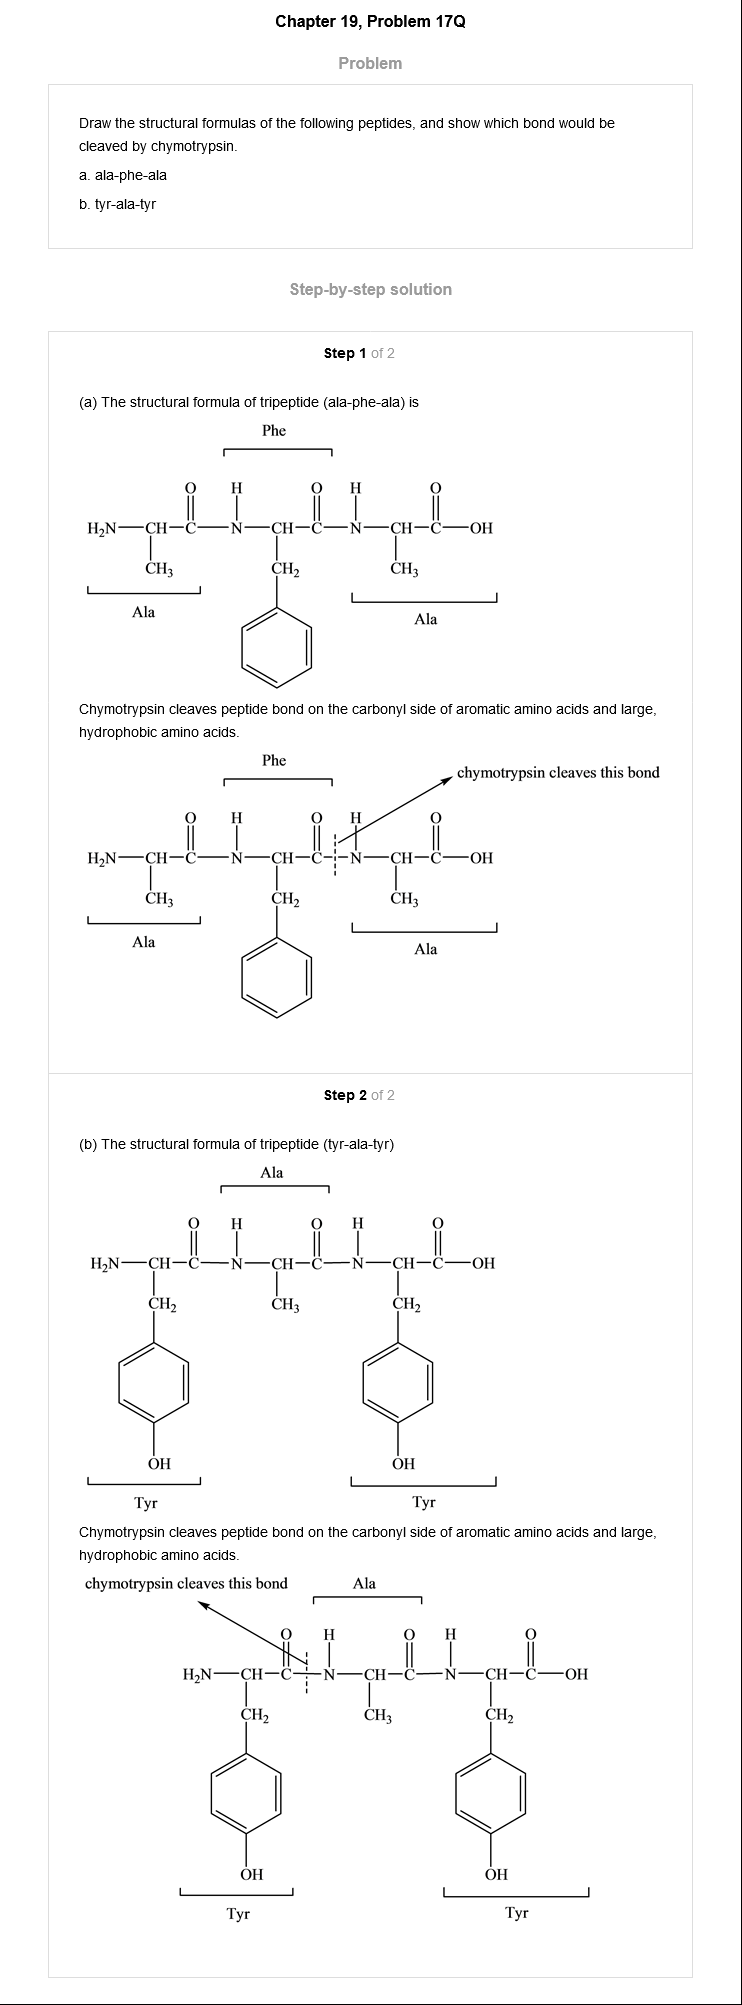 Chapter 19, Problem 17Q
Problem
Draw the structural formulas of the following peptides, and show which bond would be
cleaved by chymotrypsin.
a. ala-phe-ala
b. tyr-ala-tyr
Step-by-step solution
Step 1 of 2
(a) The structural formula of tripeptide (ala-phe-ala) is
Phe
O H O H O
H₂N CH C N CH C N CH C OH
CH₃ CH₂ CH₃
Ala
Ala
Chymotrypsin cleaves peptide bond on the carbonyl side of aromatic amino acids and large,
hydrophobic amino acids.
Phe
chymotrypsin cleaves this bond
O H O H O
H₂N CH C N CH C N CH C OH
CH₃ CH₂ CH₃
Ala
Ala
Step 2 of 2
(b) The structural formula of tripeptide (tyr-ala-tyr)
Ala
O H O H O
H₂N CH C N CH C N CH C OH
CH₂ CH₃ CH₂
OH OH
Tyr Tyr
Chymotrypsin cleaves peptide bond on the carbonyl side of aromatic amino acids and large,
hydrophobic amino acids.
chymotrypsin cleaves this bond Ala
O H O H O
H₂N CH C N CH C N CH C OH
CH₂ CH₃ CH₂
OH OH
Tyr Tyr